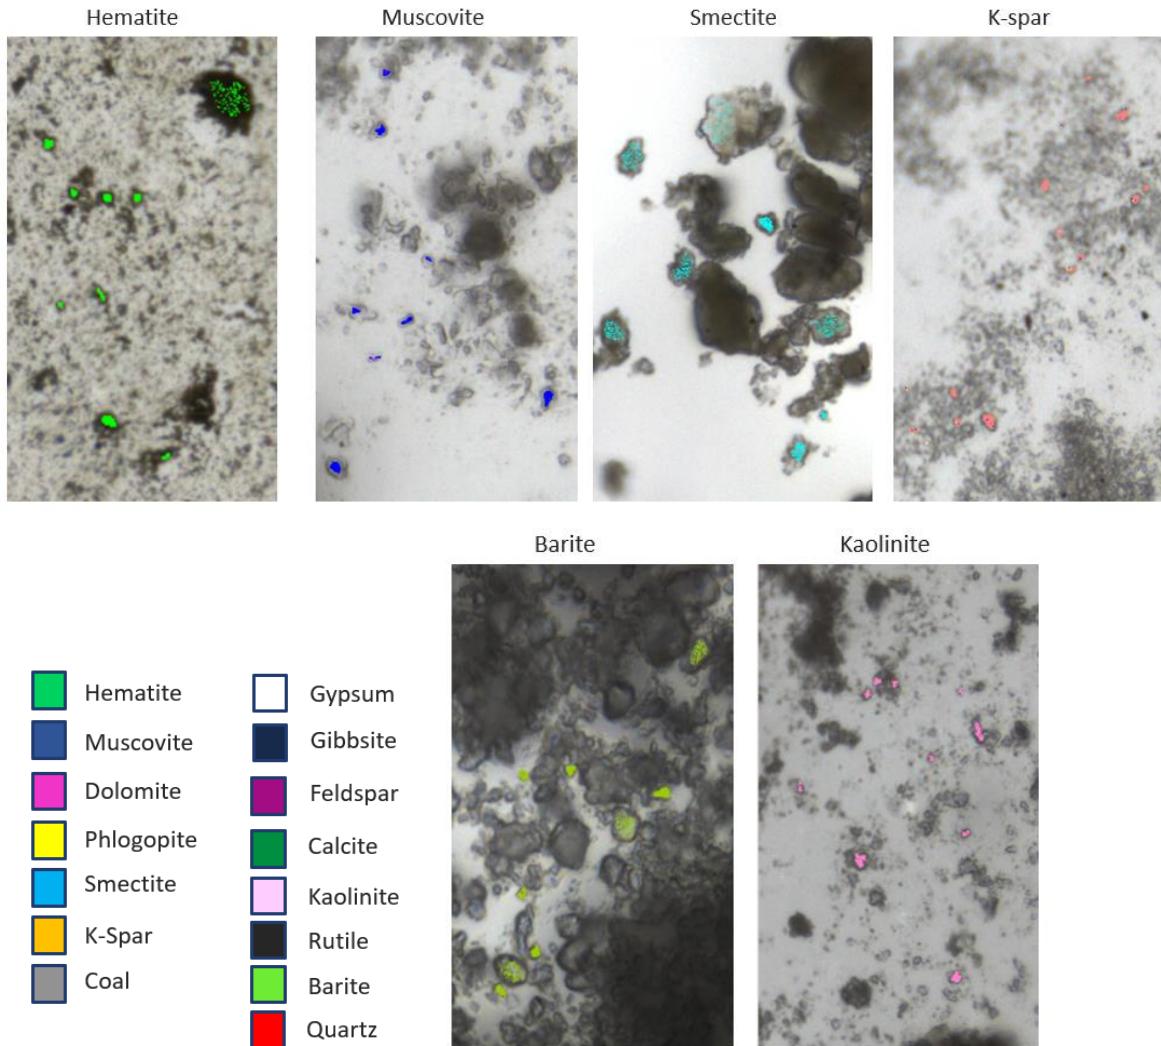 Hematite
Muscovite
Smectite
K-spar
Barite
Kaolinite
Hematite
Muscovite
Dolomite
Phlogopite
Smectite
K-Spar
Coal
Gypsum
Gibbsite
Feldspar
Calcite
Kaolinite
Rutile
Barite
Quartz